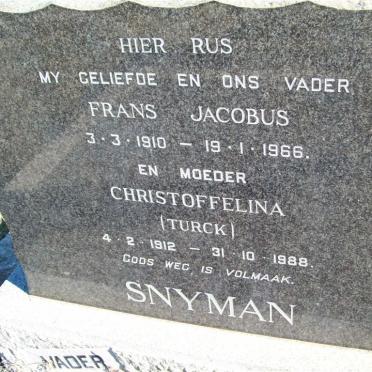 HIER RUS
MY GELIEFDE EN ONS VADER
FRANS JACOBUS
3·3·1910 – 19·1·1966.
EN MOEDER
CHRISTOFFELINA
(TURCK)
4·2·1912 – 31·10·1988.
GODS WEG IS VOLMAAK.
SNYMAN
VADER